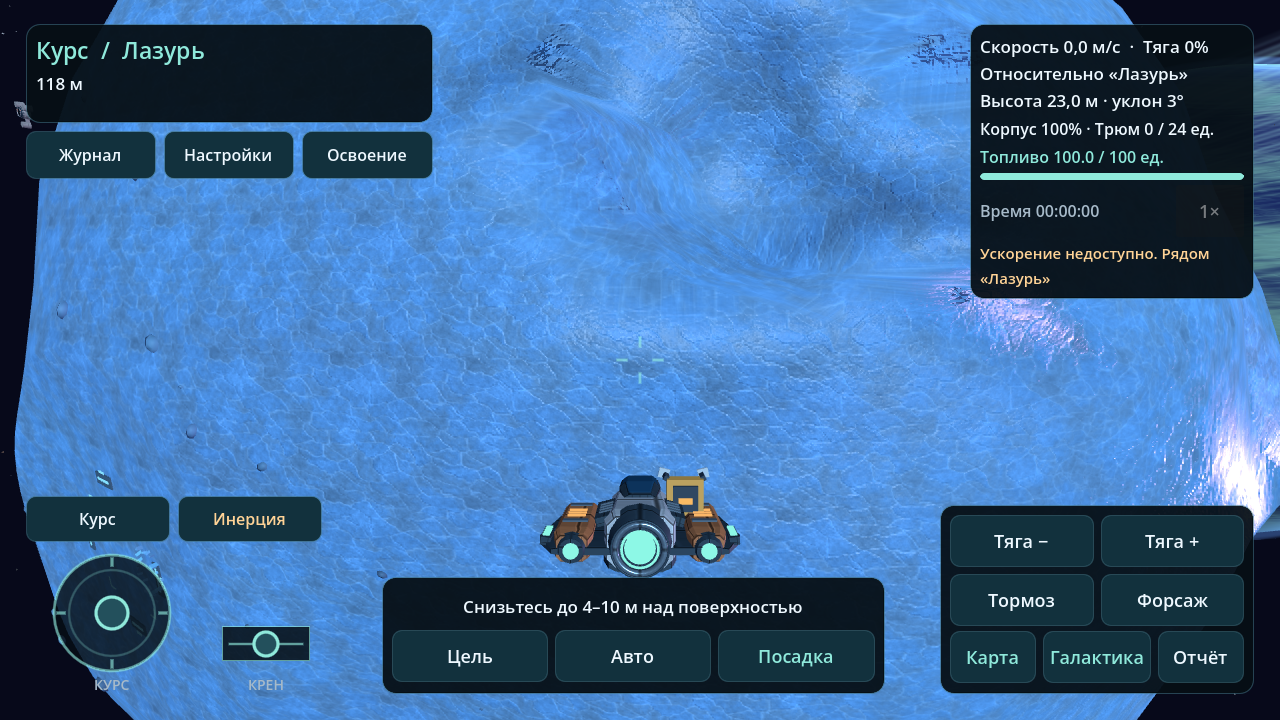 Курс / Лазурь
118 м
Журнал
Настройки
Освоение
Скорость 0,0 м/с · Тяга 0%
Относительно «Лазурь»
Высота 23,0 м · уклон 3°
Корпус 100% · Трюм 0 / 24 ед.
Топливо 100.0 / 100 ед.
Время 00:00:00 1×
Ускорение недоступно. Рядом
«Лазурь»
Курс
Инерция
КУРС
КРЕН
Снизьтесь до 4–10 м над поверхностью
Цель
Авто
Посадка
Тяга −
Тяга +
Тормоз
Форсаж
Карта
Галактика
Отчёт